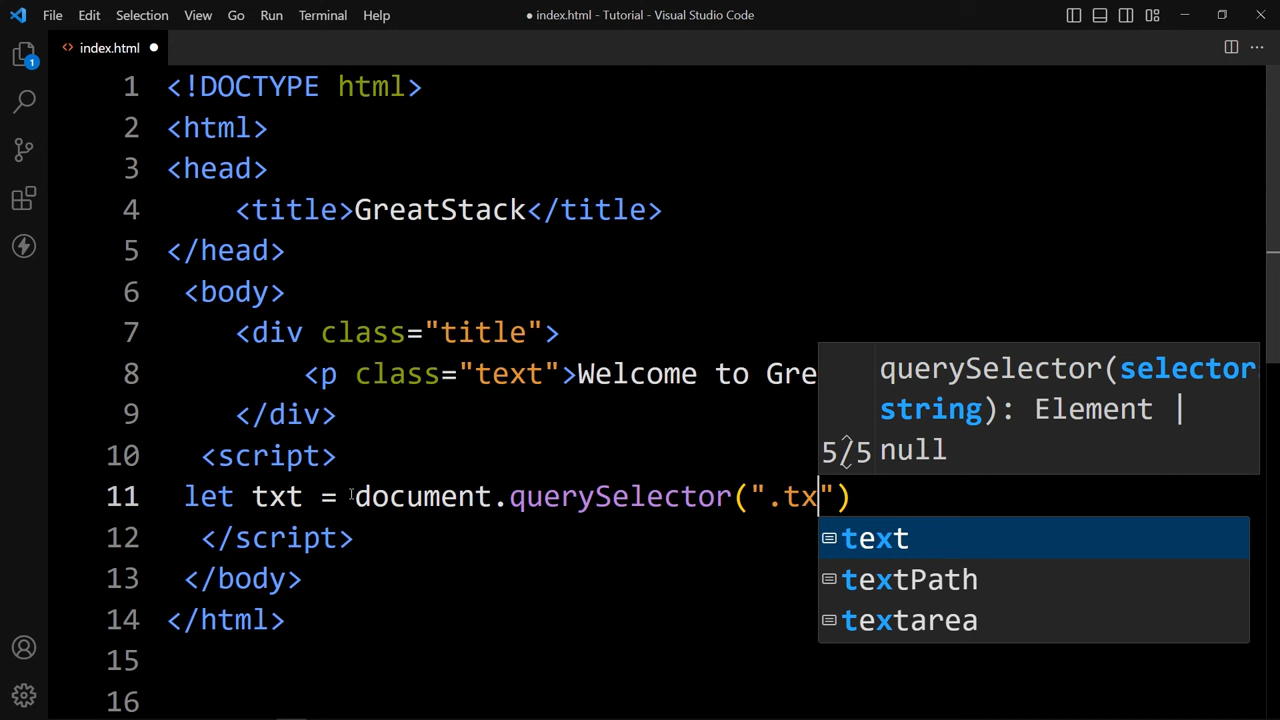 File Edit Selection View Go Run Terminal Help ● index.html - Tutorial - Visual Studio Code
<> index.html ●
1 <!DOCTYPE html>
2 <html>
3 <head>
4 <title>GreatStack</title>
5 </head>
6 <body>
7 <div class="title">
8 <p class="text">Welcome to Gre
9 </div>
10 <script>
11 let txt = document.querySelector(".tx")
12 </script>
13 </body>
14 </html>
15
16
querySelector(selector
string): Element |
5/5 null
text
textPath
textarea
1